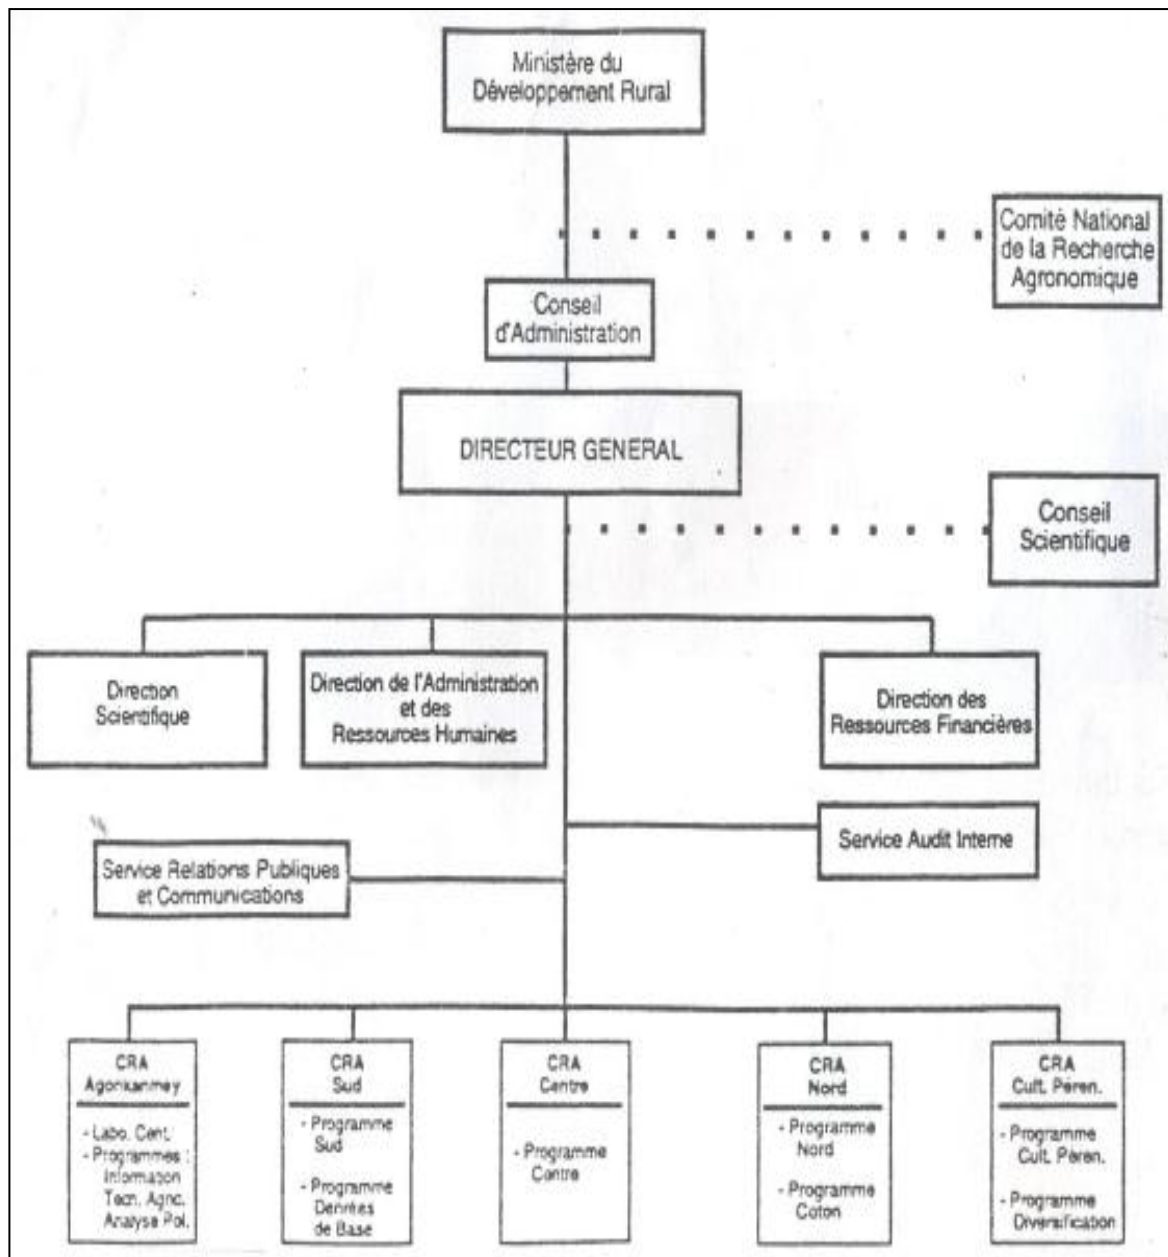 Ministère du
Développement Rural
Comité National
de la Recherche
Agronomique
Conseil
d'Administration
DIRECTEUR GENERAL
Conseil
Scientifique
Direction
Scientifique
Direction de l'Administration
et des
Ressources Humaines
Direction des
Ressources Financières
Service Audit Interne
Service Relations Publiques
et Communications
CRA
Agonkanmey
- Labo. Cent.
- Programmes :
Information
Tech. Agric.
Analyse Pol.
CRA
Sud
- Programme
Sud
- Programme
Denrées
de Base
CRA
Centre
- Programme
Centre
CRA
Nord
- Programme
Nord
- Programme
Coton
CRA
Cult. Péren.
- Programme
Cult. Péren.
- Programme
Diversification